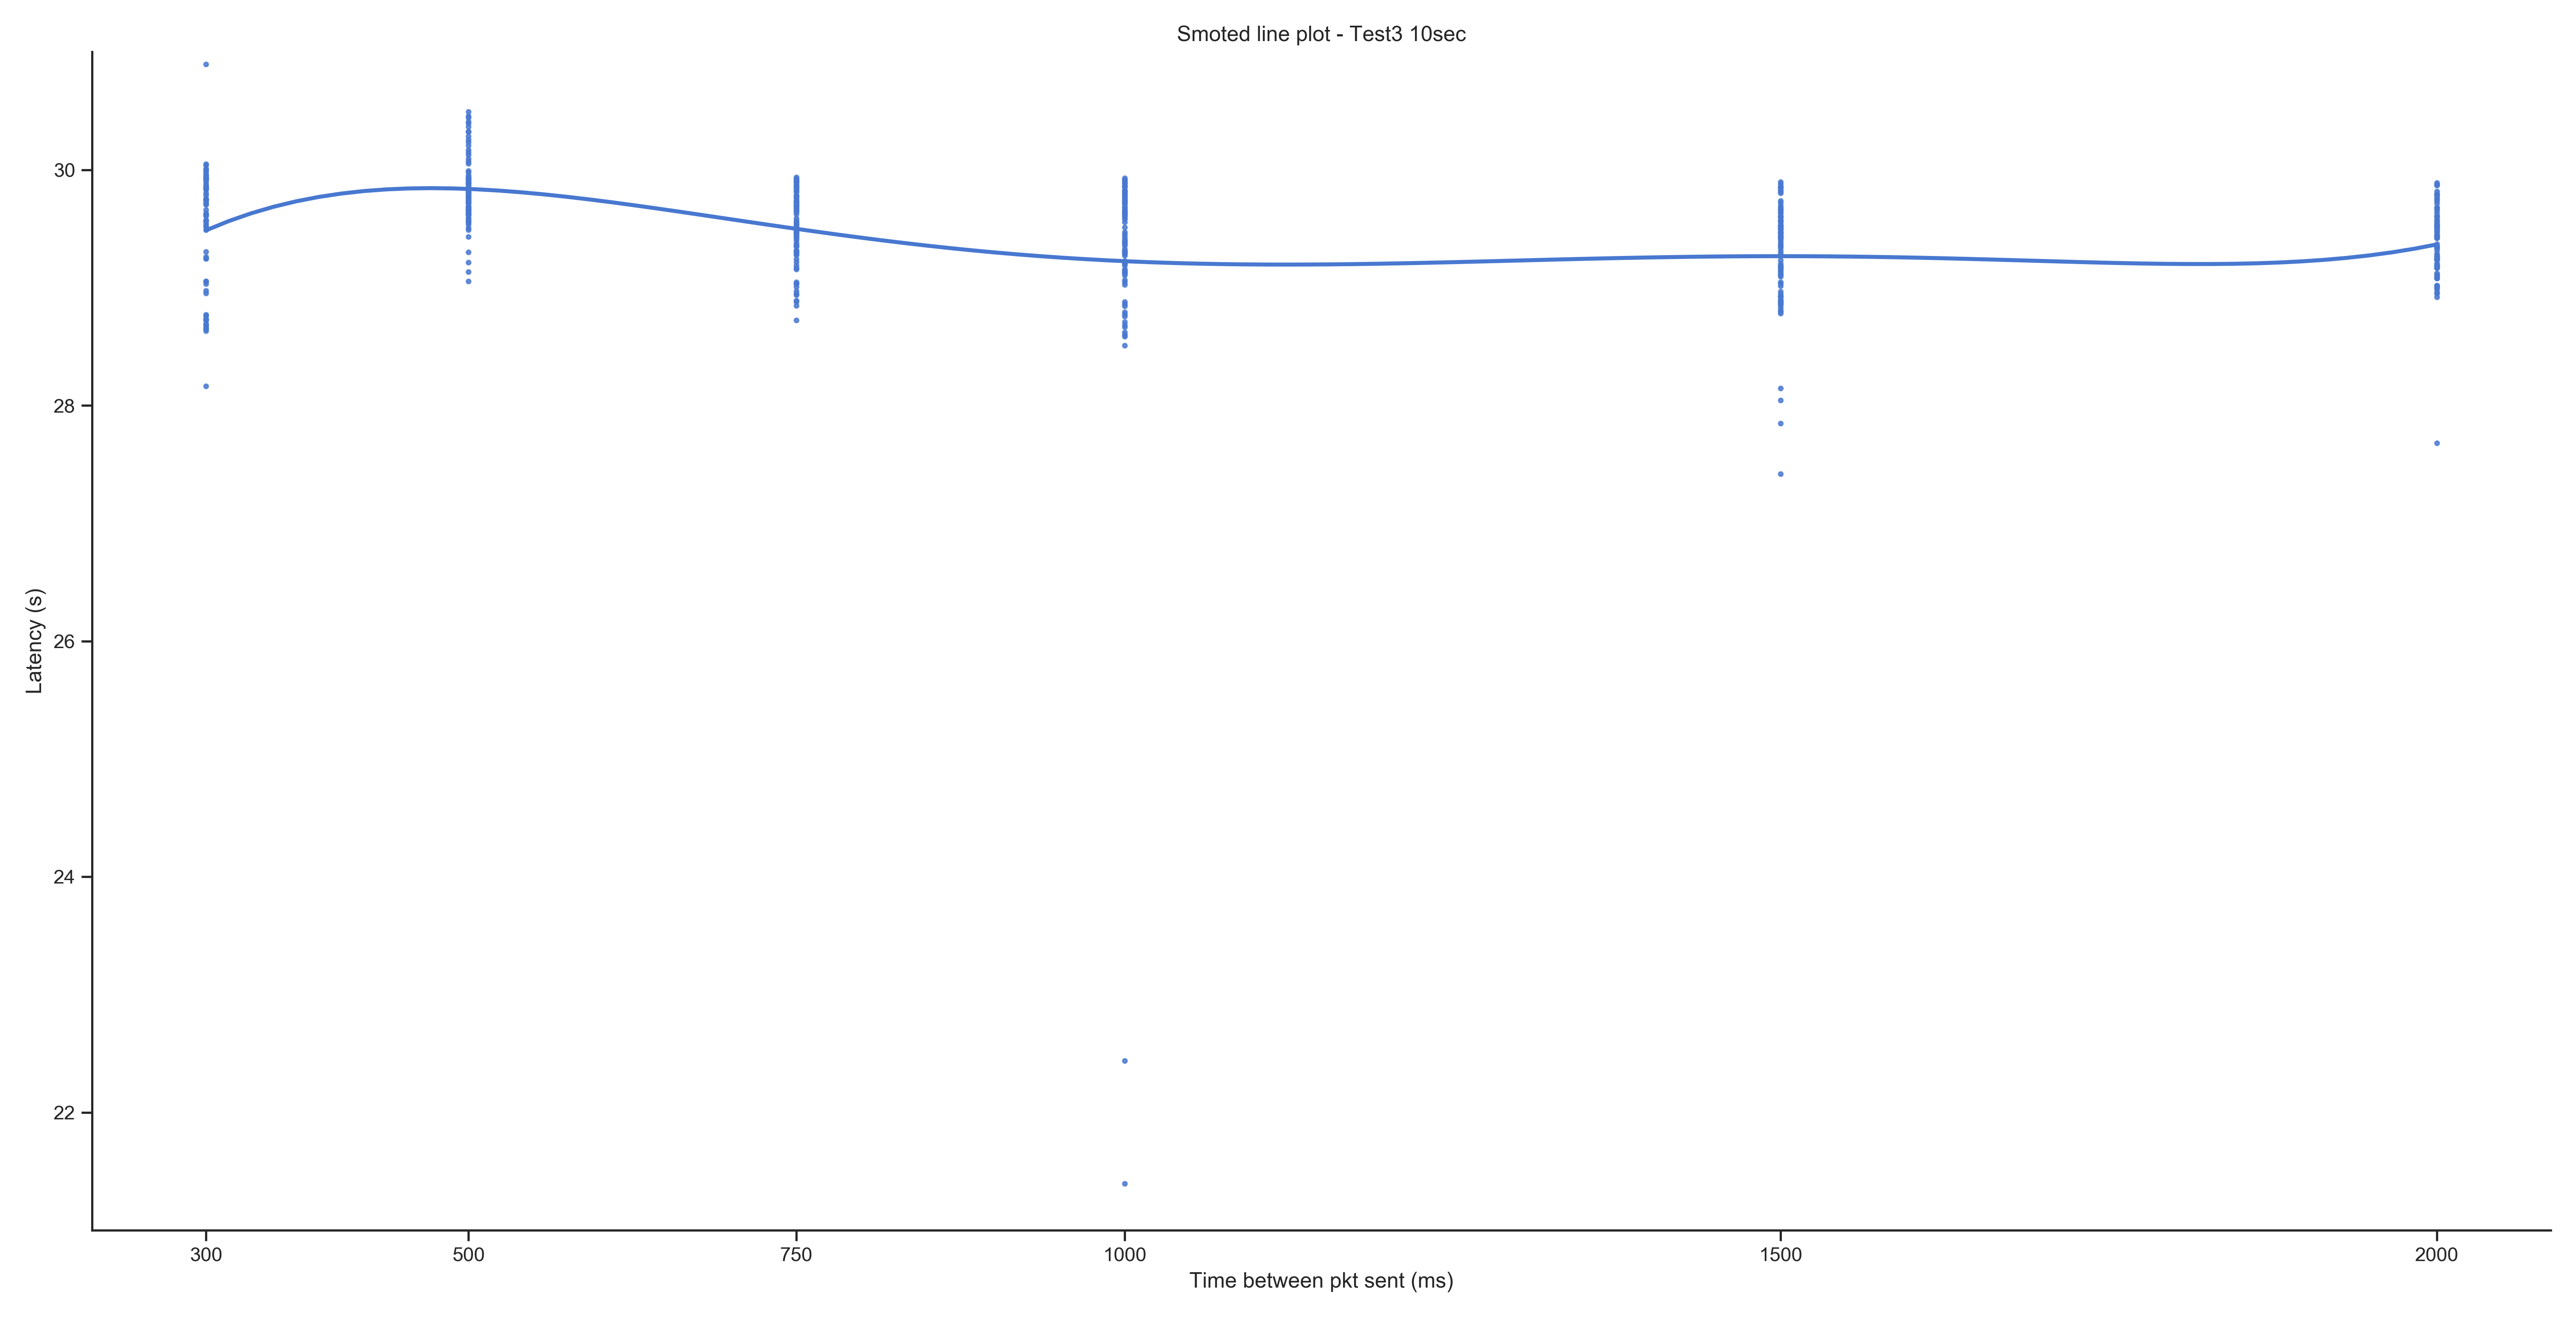 Smoted line plot - Test3 10sec
Latency (s)
30
28
26
24
22
300 500 750 1000 1500 2000
Time between pkt sent (ms)